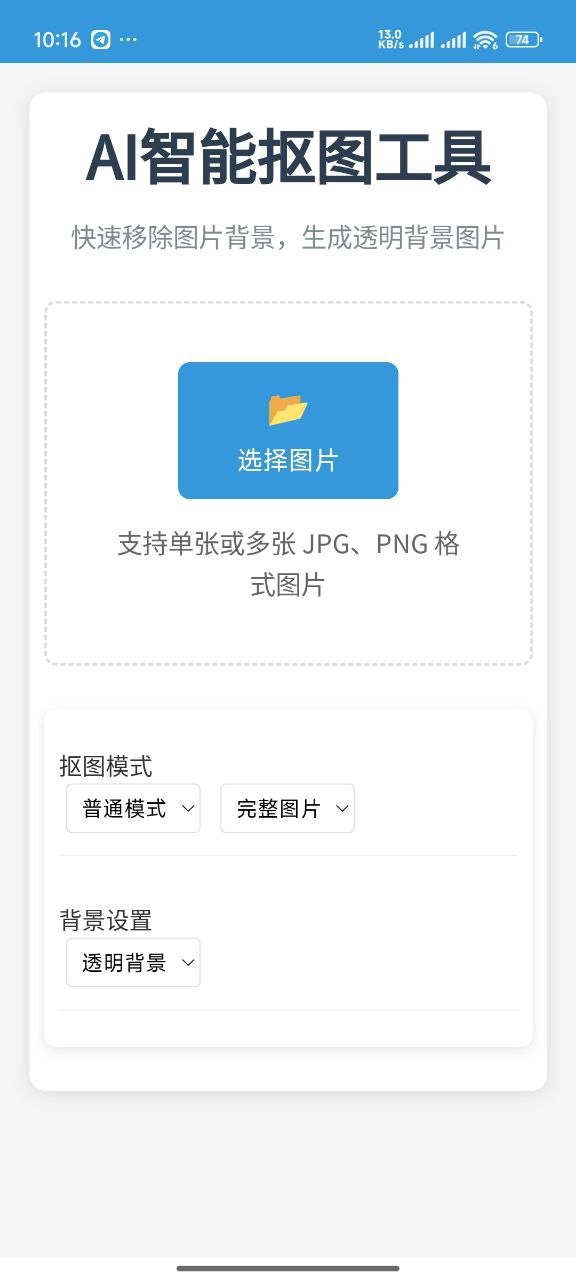 10:16
13.0
KB/s
6
74
AI智能抠图工具
快速移除图片背景，生成透明背景图片
选择图片
支持单张或多张 JPG、PNG 格
式图片
抠图模式
普通模式 完整图片
背景设置
透明背景